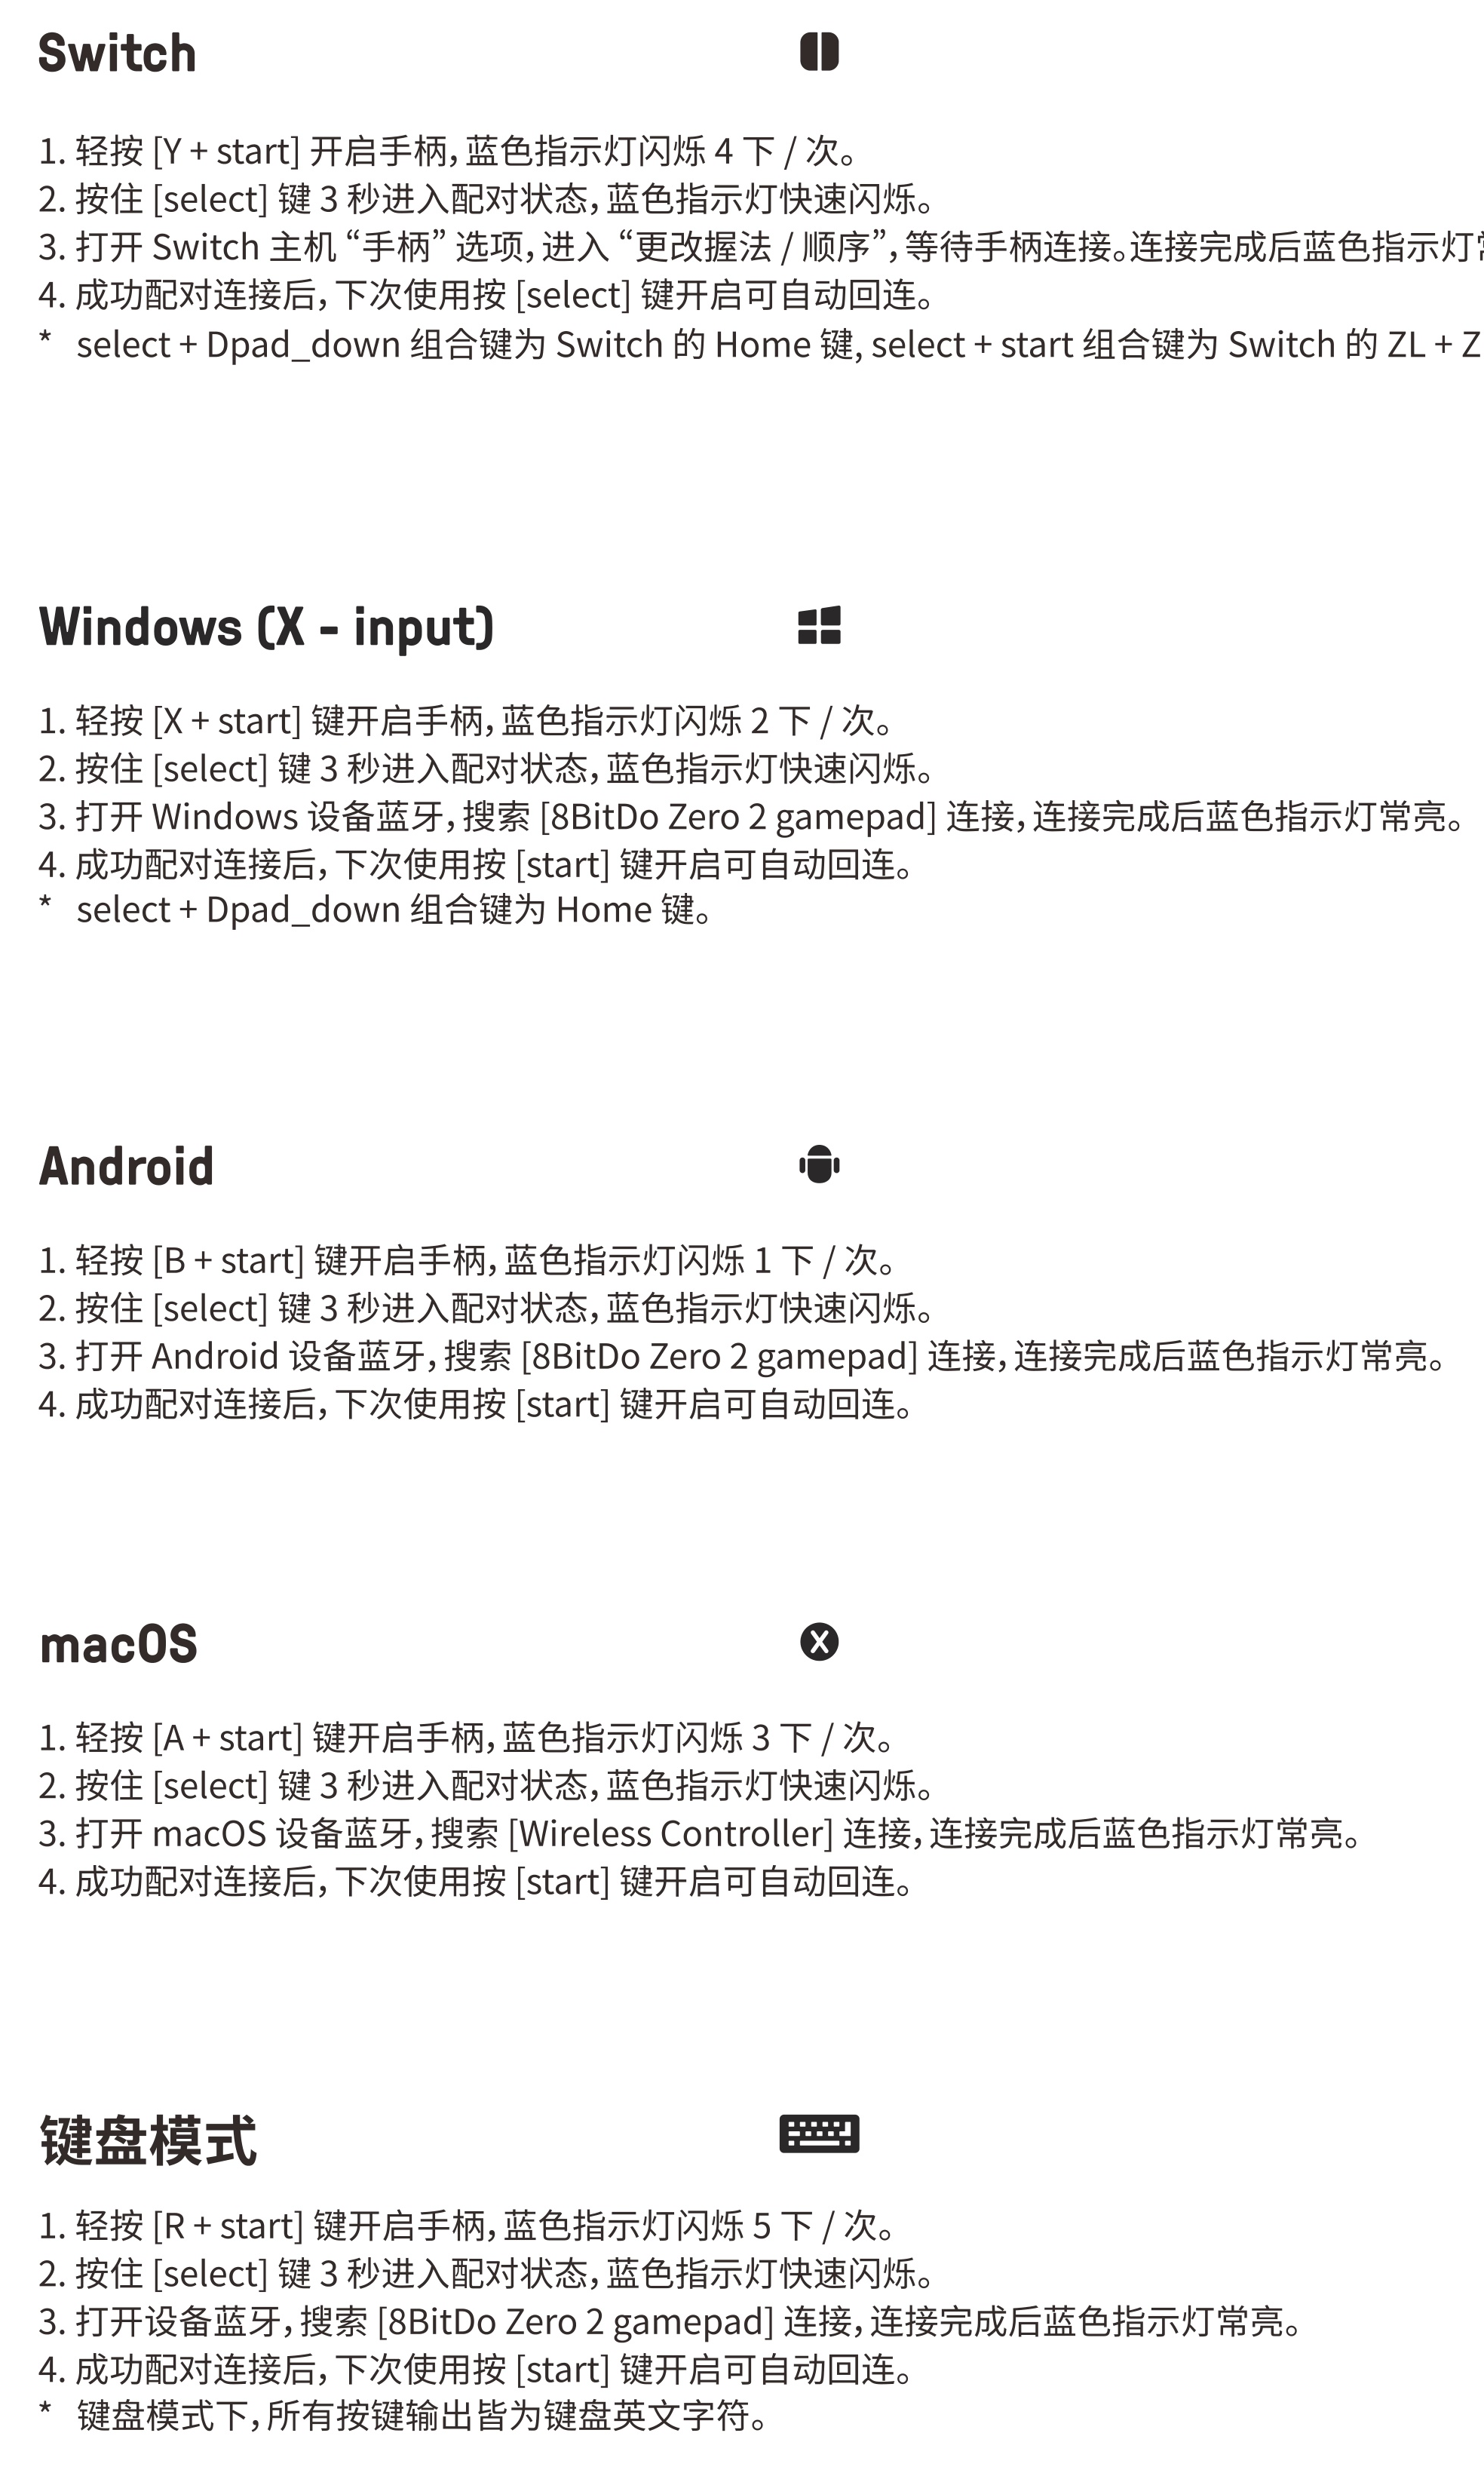 Switch
1. 轻按 [Y + start] 开启手柄，蓝色指示灯闪烁 4 下 / 次。
2. 按住 [select] 键 3 秒进入配对状态，蓝色指示灯快速闪烁。
3. 打开 Switch 主机 “手柄” 选项，进入 “更改握法 / 顺序”，等待手柄连接。连接完成后蓝色指示灯
4. 成功配对连接后，下次使用按 [select] 键开启可自动回连。
* select + Dpad_down 组合键为 Switch 的 Home 键, select + start 组合键为 Switch 的 ZL + Z
Windows (X - input)
1. 轻按 [X + start] 键开启手柄，蓝色指示灯闪烁 2 下 / 次。
2. 按住 [select] 键 3 秒进入配对状态，蓝色指示灯快速闪烁。
3. 打开 Windows 设备蓝牙，搜索 [8BitDo Zero 2 gamepad] 连接，连接完成后蓝色指示灯常亮。
4. 成功配对连接后，下次使用按 [start] 键开启可自动回连。
* select + Dpad_down 组合键为 Home 键。
Android
1. 轻按 [B + start] 键开启手柄，蓝色指示灯闪烁 1 下 / 次。
2. 按住 [select] 键 3 秒进入配对状态，蓝色指示灯快速闪烁。
3. 打开 Android 设备蓝牙，搜索 [8BitDo Zero 2 gamepad] 连接，连接完成后蓝色指示灯常亮。
4. 成功配对连接后，下次使用按 [start] 键开启可自动回连。
macOS
1. 轻按 [A + start] 键开启手柄，蓝色指示灯闪烁 3 下 / 次。
2. 按住 [select] 键 3 秒进入配对状态，蓝色指示灯快速闪烁。
3. 打开 macOS 设备蓝牙，搜索 [Wireless Controller] 连接，连接完成后蓝色指示灯常亮。
4. 成功配对连接后，下次使用按 [start] 键开启可自动回连。
键盘模式
1. 轻按 [R + start] 键开启手柄，蓝色指示灯闪烁 5 下 / 次。
2. 按住 [select] 键 3 秒进入配对状态，蓝色指示灯快速闪烁。
3. 打开设备蓝牙，搜索 [8BitDo Zero 2 gamepad] 连接，连接完成后蓝色指示灯常亮。
4. 成功配对连接后，下次使用按 [start] 键开启可自动回连。
* 键盘模式下，所有按键输出皆为键盘英文字符。